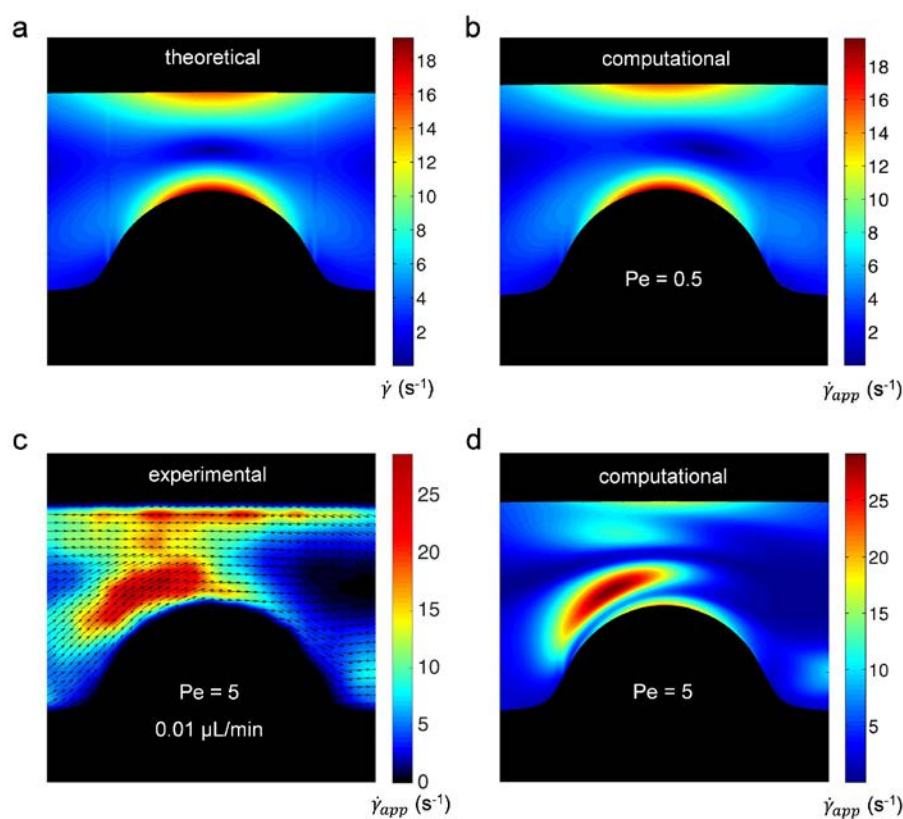 a
theoretical
18
16
14
12
10
8
6
4
2
γ̇ (s⁻¹)
b
computational
Pe = 0.5
18
16
14
12
10
8
6
4
2
γ̇app (s⁻¹)
c
experimental
Pe = 5
0.01 µL/min
25
20
15
10
5
0
γ̇app (s⁻¹)
d
computational
Pe = 5
25
20
15
10
5
γ̇app (s⁻¹)